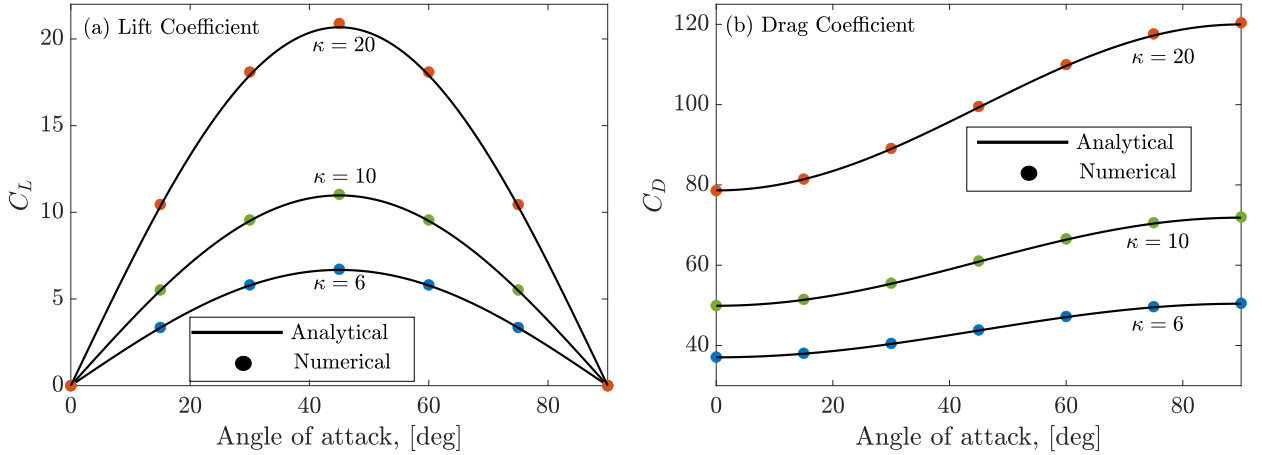 (a) Lift Coefficient
κ = 20
κ = 10
κ = 6
Analytical
Numerical
20
15
10
5
0
0
20
40
60
80
C_L
Angle of attack, [deg]
(b) Drag Coefficient
κ = 20
κ = 10
κ = 6
Analytical
Numerical
120
100
80
60
40
0
20
40
60
80
C_D
Angle of attack, [deg]